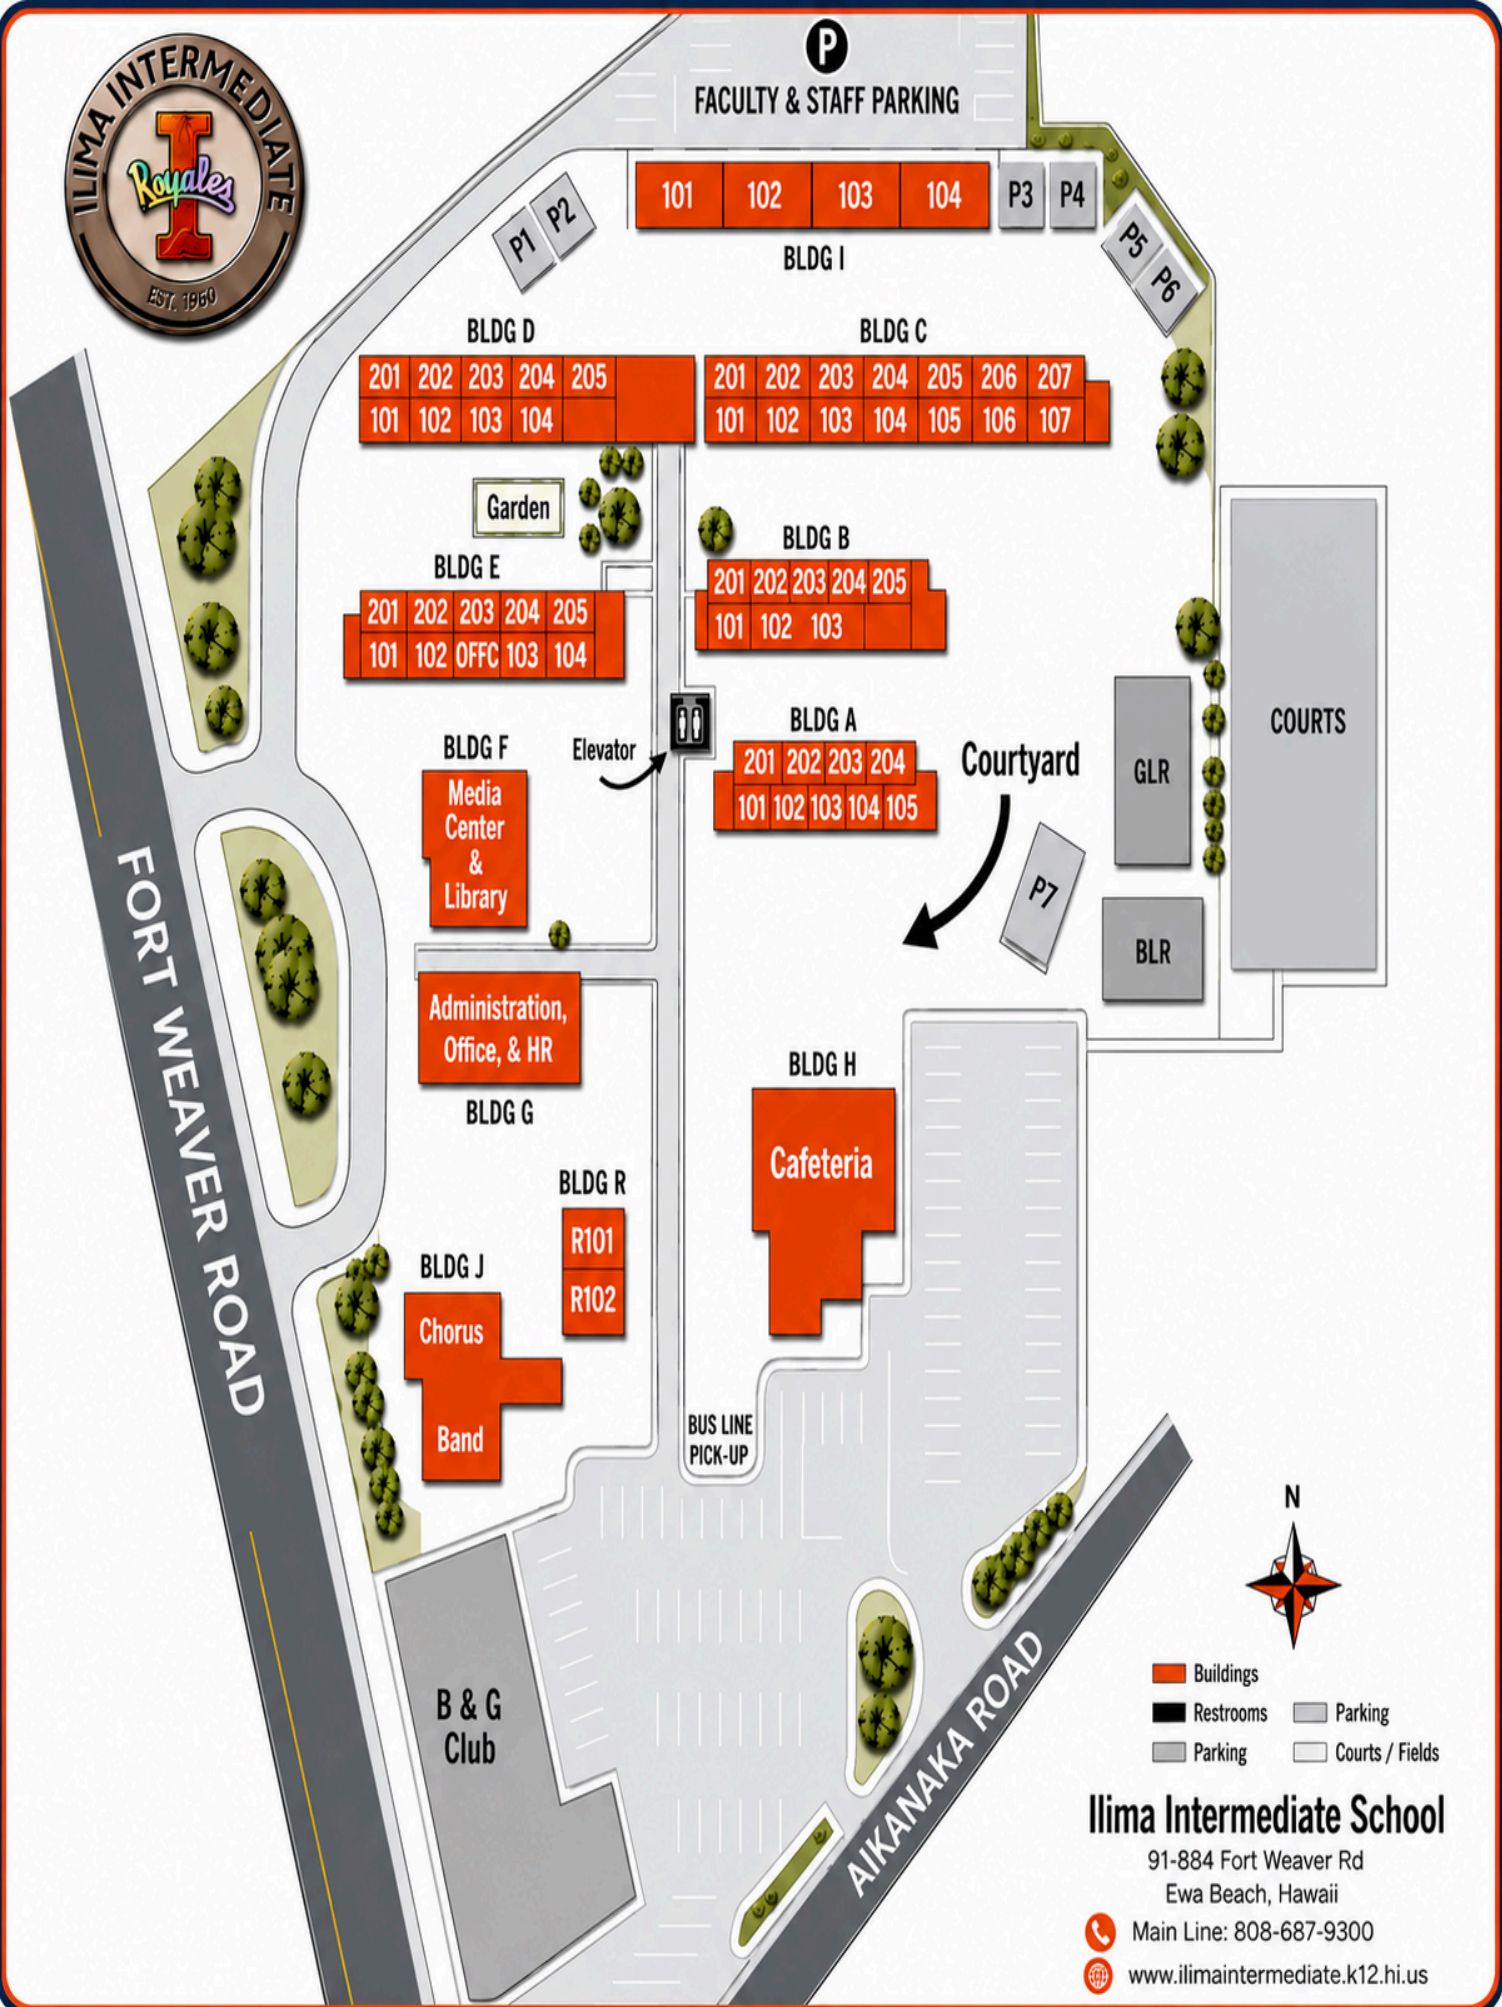 ILIMA INTERMEDIATE
I
Royales
EST. 1960
P
FACULTY & STAFF PARKING
P1
P2
101 102 103 104
P3
P4
BLDG I
P5
P6
BLDG D
201 202 203 204 205
101 102 103 104
BLDG C
201 202 203 204 205 206 207
101 102 103 104 105 106 107
Garden
BLDG E
201 202 203 204 205
101 102 OFFC 103 104
BLDG B
201 202 203 204 205
101 102 103
BLDG F
Media
Center
&
Library
Elevator
BLDG A
201 202 203 204
101 102 103 104 105
Courtyard
P7
GLR
BLR
COURTS
Administration,
Office, & HR
BLDG G
BLDG H
Cafeteria
BLDG R
R101
R102
BLDG J
Chorus
Band
BUS LINE
PICK-UP
B & G
Club
FORT WEAVER ROAD
AIKANAKA ROAD
N
Buildings
Restrooms
Parking
Parking
Courts / Fields
Ilima Intermediate School
91-884 Fort Weaver Rd
Ewa Beach, Hawaii
Main Line: 808-687-9300
www.ilimaintermediate.k12.hi.us